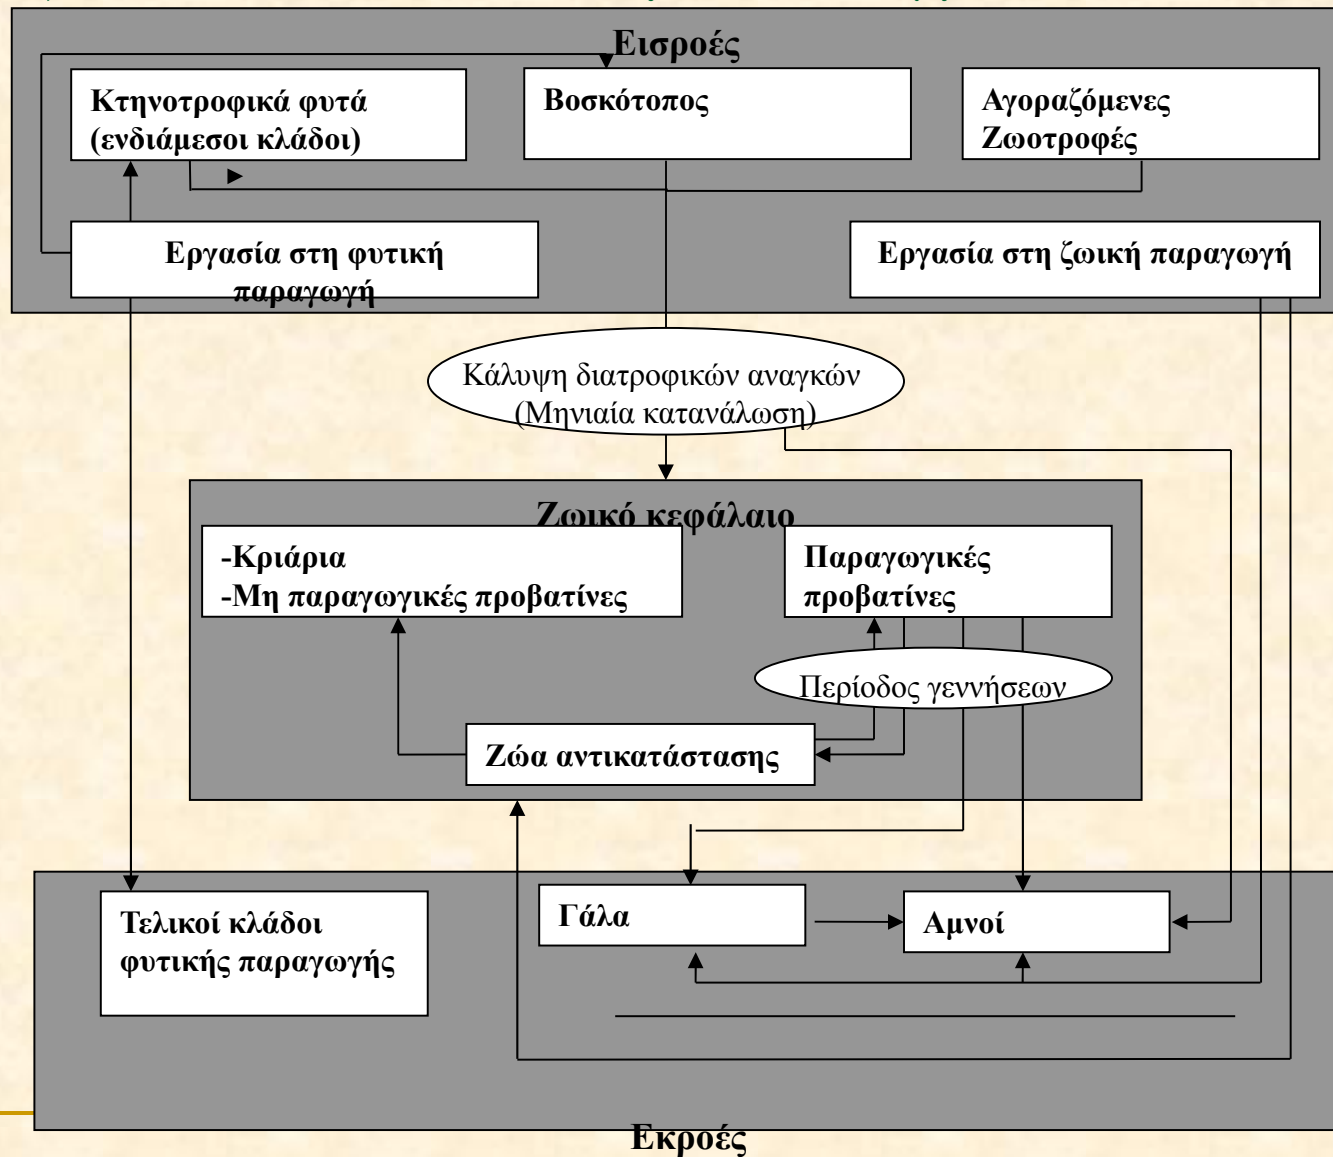 Εισροές
Κτηνοτροφικά φυτά
(ενδιάμεσοι κλάδοι)
Βοσκότοπος
Αγοραζόμενες
Ζωοτροφές
Εργασία στη φυτική
παραγωγή
Εργασία στη ζωική παραγωγή
Κάλυψη διατροφικών αναγκών
(Μηνιαία κατανάλωση)
Ζωικό κεφάλαιο
-Κριάρια
-Μη παραγωγικές προβατίνες
Παραγωγικές
προβατίνες
Περίοδος γεννήσεων
Ζώα αντικατάστασης
Τελικοί κλάδοι
φυτικής παραγωγής
Γάλα
Αμνοί
Εκροές